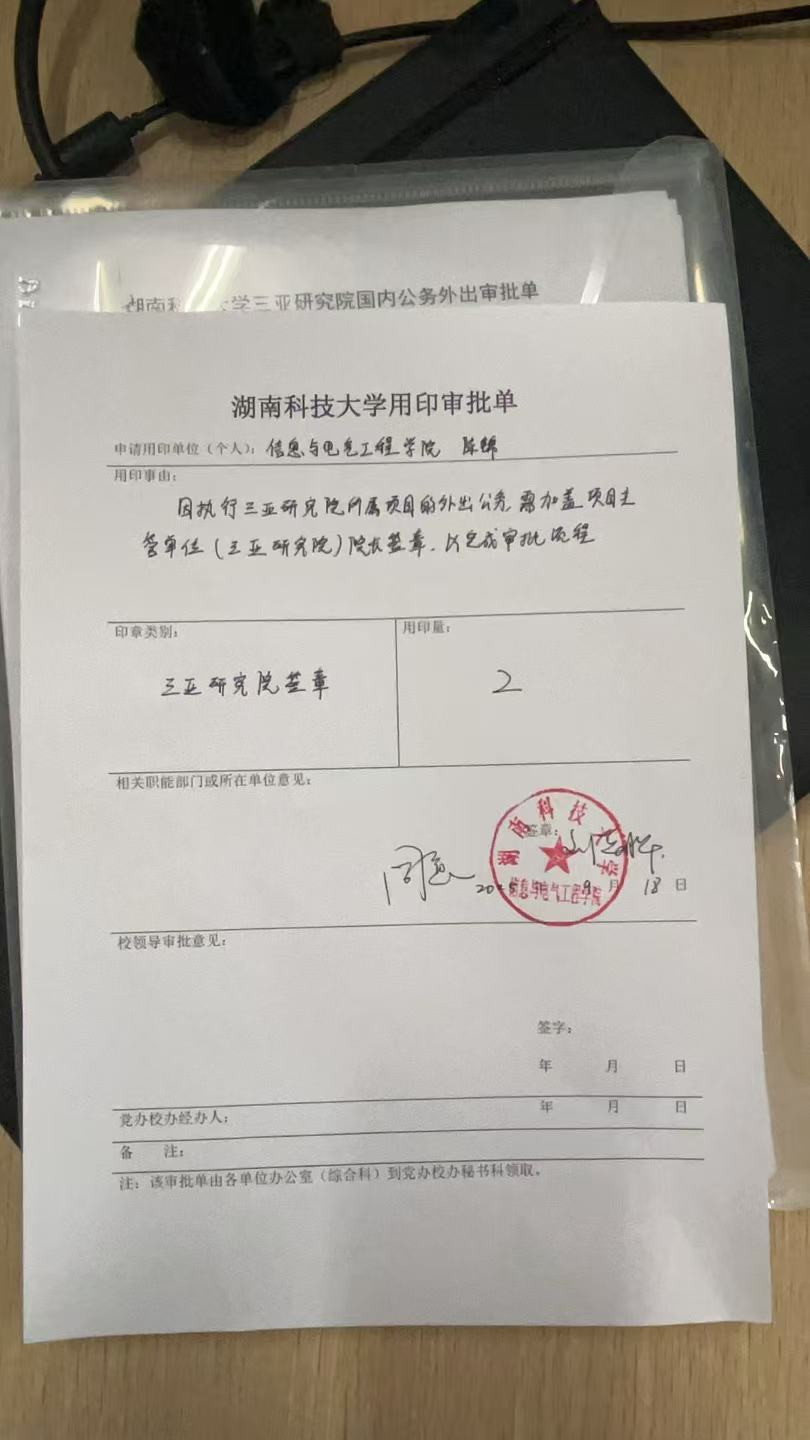 学三亚研究院国内公务外出审批单
湖南科技大学用印审批单
申请用印单位（个人）：信息与电气工程学院 陈锦
用印事由：
因执行三亚研究院所属项目的外出公务，需加盖项目主
管单位（三亚研究院）院长签章，以完成审批流程
印章类别：
用印量：
三亚研究院签章
2
相关职能部门或所在单位意见：
湖南科技大学
签章：
同意
信息与电气工程学院
9月18日
校领导审批意见：
签字：
年 月 日
党办校办经办人：
年 月 日
备 注：
注：该审批单由各单位办公室（综合科）到党办校办秘书科领取。